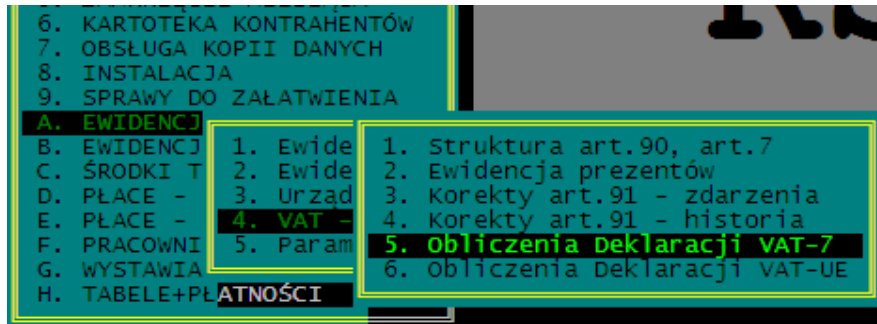 6. KARTOTEKA KONTRAHENTÓW
7. OBSŁUGA KOPII DANYCH
8. INSTALACJA
9. SPRAWY DO ZAŁATWIENIA
A. EWIDENCJ
B. EWIDENCJ
C. ŚRODKI T
D. PŁACE -
E. PŁACE -
F. PRACOWNI
G. WYSTAWIA
H. TABELE+PŁATNOŚCI
1. Ewide
2. Ewide
3. Urząd
4. VAT -
5. Param
1. Struktura art.90, art.7
2. Ewidencja prezentów
3. Korekty art.91 - zdarzenia
4. Korekty art.91 - historia
5. Obliczenia Deklaracji VAT-7
6. Obliczenia Deklaracji VAT-UE